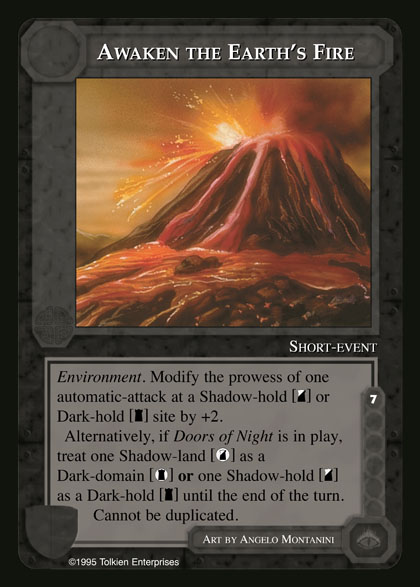 AWAKEN THE EARTH'S FIRE
SHORT-EVENT
Environment. Modify the prowess of one
automatic-attack at a Shadow-hold [] or
Dark-hold [] site by +2.
Alternatively, if Doors of Night is in play,
treat one Shadow-land [] as a
Dark-domain [] or one Shadow-hold []
as a Dark-hold [] until the end of the turn.
Cannot be duplicated.
7
ART BY ANGELO MONTANINI
©1995 Tolkien Enterprises